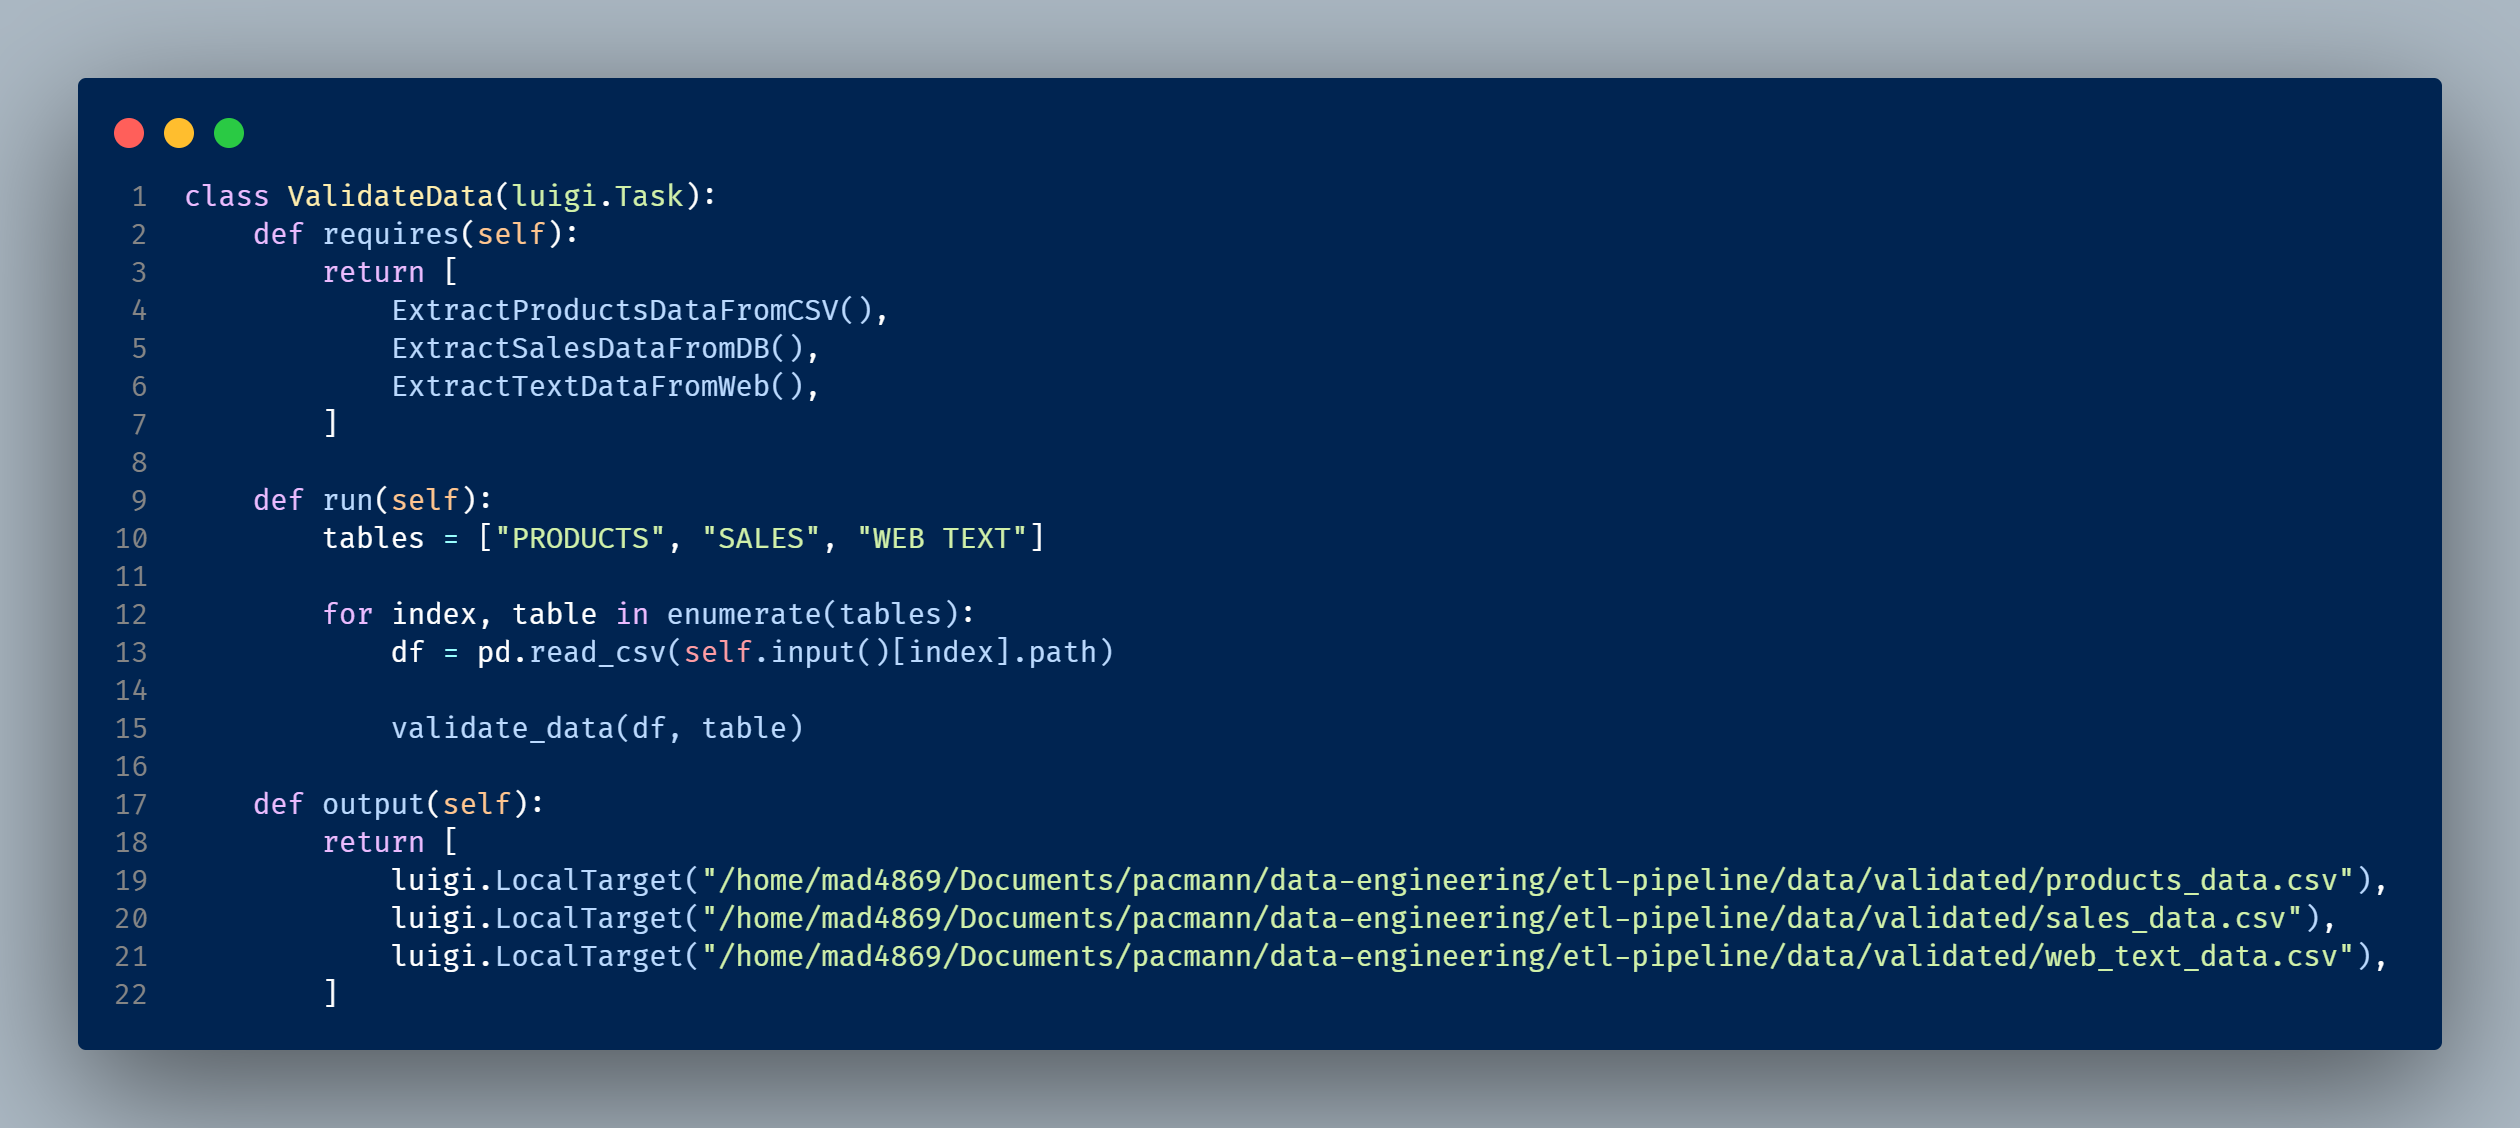 1 class ValidateData(luigi.Task):
2     def requires(self):
3         return [
4             ExtractProductsDataFromCSV(),
5             ExtractSalesDataFromDB(),
6             ExtractTextDataFromWeb(),
7         ]
8
9     def run(self):
10         tables = ["PRODUCTS", "SALES", "WEB TEXT"]
11
12         for index, table in enumerate(tables):
13             df = pd.read_csv(self.input()[index].path)
14
15             validate_data(df, table)
16
17     def output(self):
18         return [
19             luigi.LocalTarget("/home/mad4869/Documents/pacmann/data-engineering/etl-pipeline/data/validated/products_data.csv"),
20             luigi.LocalTarget("/home/mad4869/Documents/pacmann/data-engineering/etl-pipeline/data/validated/sales_data.csv"),
21             luigi.LocalTarget("/home/mad4869/Documents/pacmann/data-engineering/etl-pipeline/data/validated/web_text_data.csv"),
22         ]